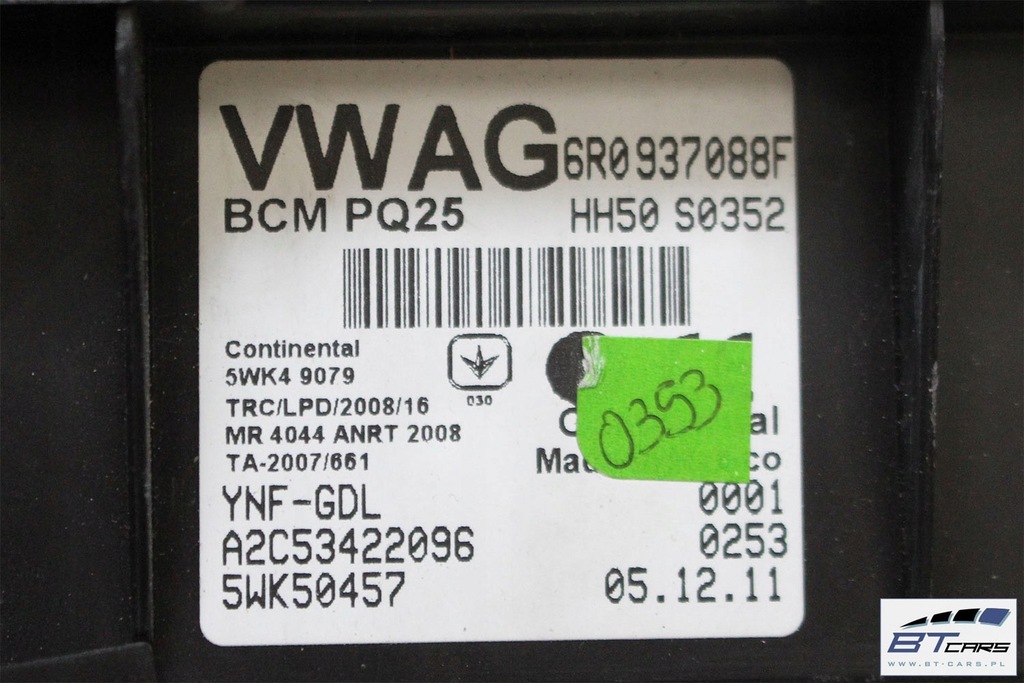 VWAG 6R0937088F
BCM PQ25 HH50 S0352
Continental
5WK4 9079
030
TRC/LPD/2008/16
MR 4044 ANRT 2008
TA-2007/661
0353
YNF-GDL 0001
A2C53422096 0253
5WK50457 05.12.11
BT CARS
WWW.BT-CARS.PL